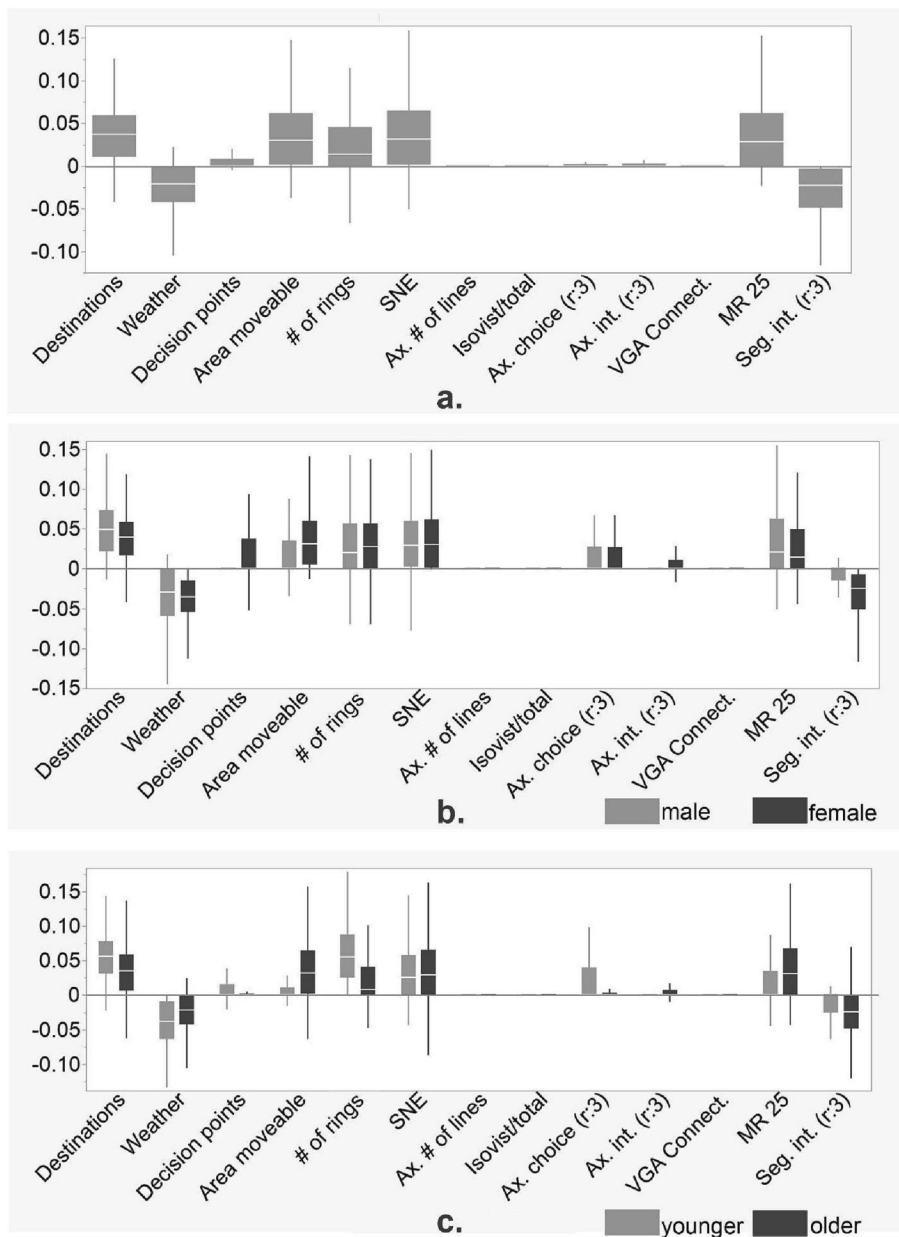 0.15
0.10
0.05
0
-0.05
-0.10
Destinations
Weather
Decision points
Area moveable
# of rings
SNE
Ax. # of lines
Isovist/total
Ax. choice (r:3)
Ax. int. (r:3)
VGA Connect.
MR 25
Seg. int. (r:3)
a.
0.15
0.10
0.05
0
-0.05
-0.10
-0.15
Destinations
Weather
Decision points
Area moveable
# of rings
SNE
Ax. # of lines
Isovist/total
Ax. choice (r:3)
Ax. int. (r:3)
VGA Connect.
MR 25
Seg. int. (r:3)
b.
male
female
0.15
0.10
0.05
0
-0.05
-0.10
Destinations
Weather
Decision points
Area moveable
# of rings
SNE
Ax. # of lines
Isovist/total
Ax. choice (r:3)
Ax. int. (r:3)
VGA Connect.
MR 25
Seg. int. (r:3)
c.
younger
older